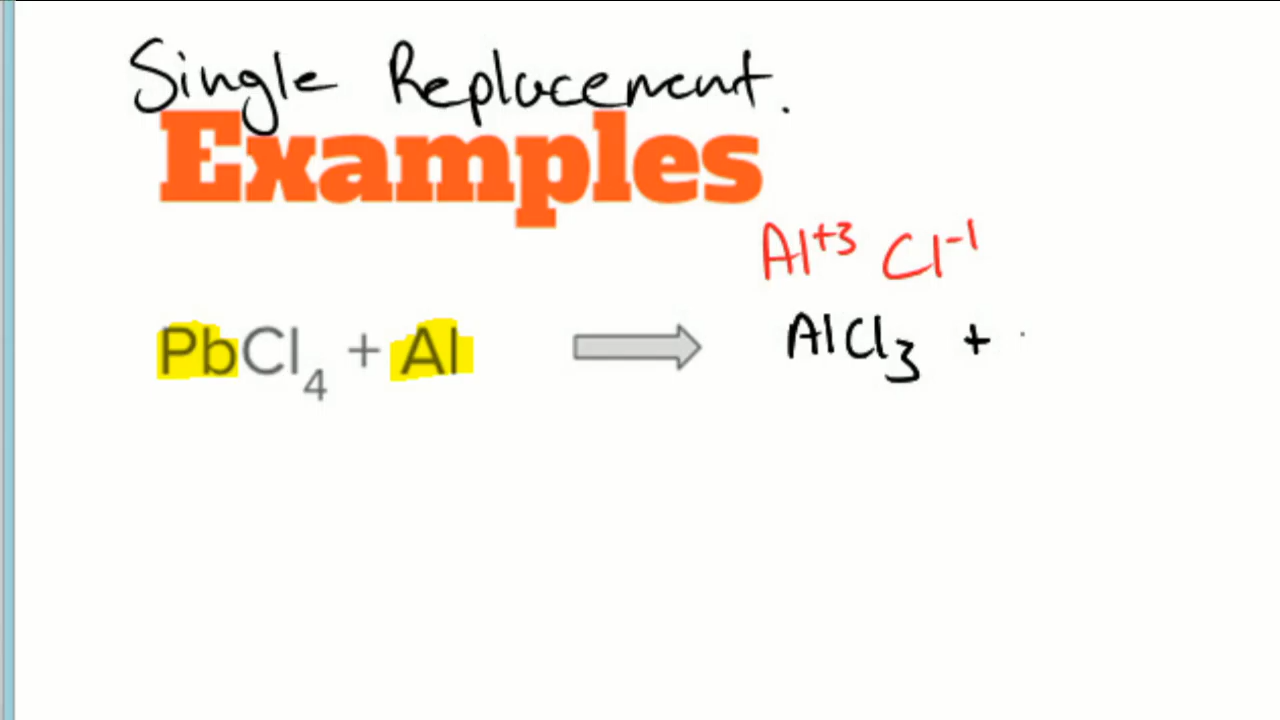 Single Replacement.
Examples
Al+3 Cl-1
PbCl4 + Al ⇒ AlCl3 +